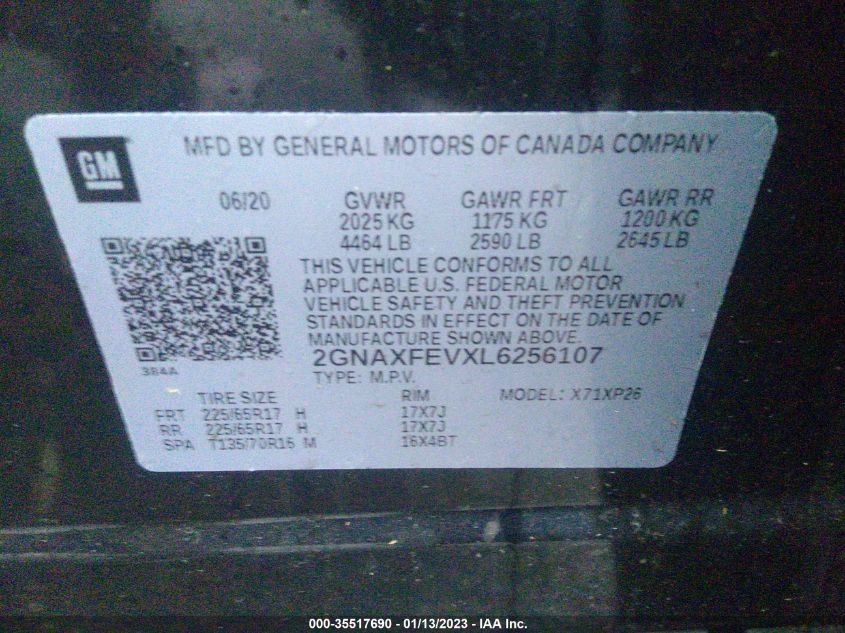 GM
MFD BY GENERAL MOTORS OF CANADA COMPANY
06/20 GVWR GAWR FRT GAWR RR
2025 KG 1175 KG 1200 KG
4464 LB 2590 LB 2645 LB
THIS VEHICLE CONFORMS TO ALL
APPLICABLE U.S. FEDERAL MOTOR
VEHICLE SAFETY AND THEFT PREVENTION
STANDARDS IN EFFECT ON THE DATE OF
MANUFACTURE SHOWN ABOVE.
384A
2GNAXFEVXL6256107
TYPE: M.P.V.
TIRE SIZE RIM MODEL: X71XP26
FRT 225/65R17 H 17X7J
RR 225/65R17 H 17X7J
SPA T135/70R16 M 16X4BT
000-35517690 - 01/13/2023 - IAA Inc.